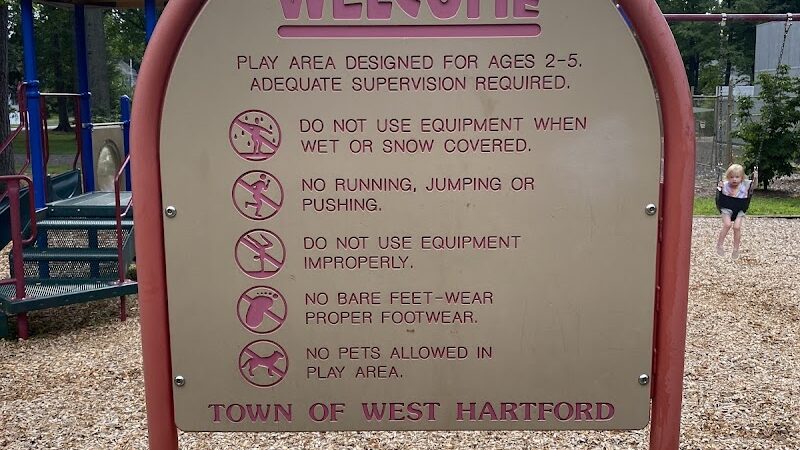 WELCOME
PLAY AREA DESIGNED FOR AGES 2-5.
ADEQUATE SUPERVISION REQUIRED.
DO NOT USE EQUIPMENT WHEN
WET OR SNOW COVERED.
NO RUNNING, JUMPING OR
PUSHING.
DO NOT USE EQUIPMENT
IMPROPERLY.
NO BARE FEET-WEAR
PROPER FOOTWEAR.
NO PETS ALLOWED IN
PLAY AREA.
TOWN OF WEST HARTFORD